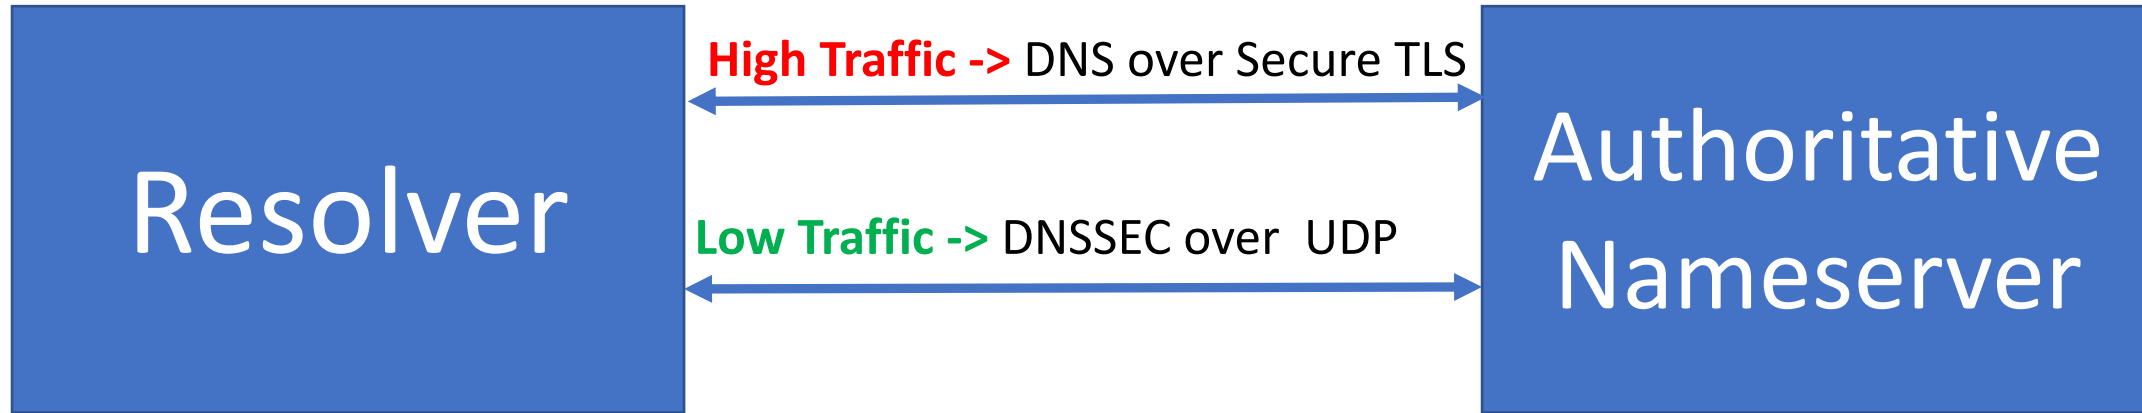 Resolver
High Traffic -> DNS over Secure TLS
Low Traffic -> DNSSEC over  UDP
Authoritative
Nameserver